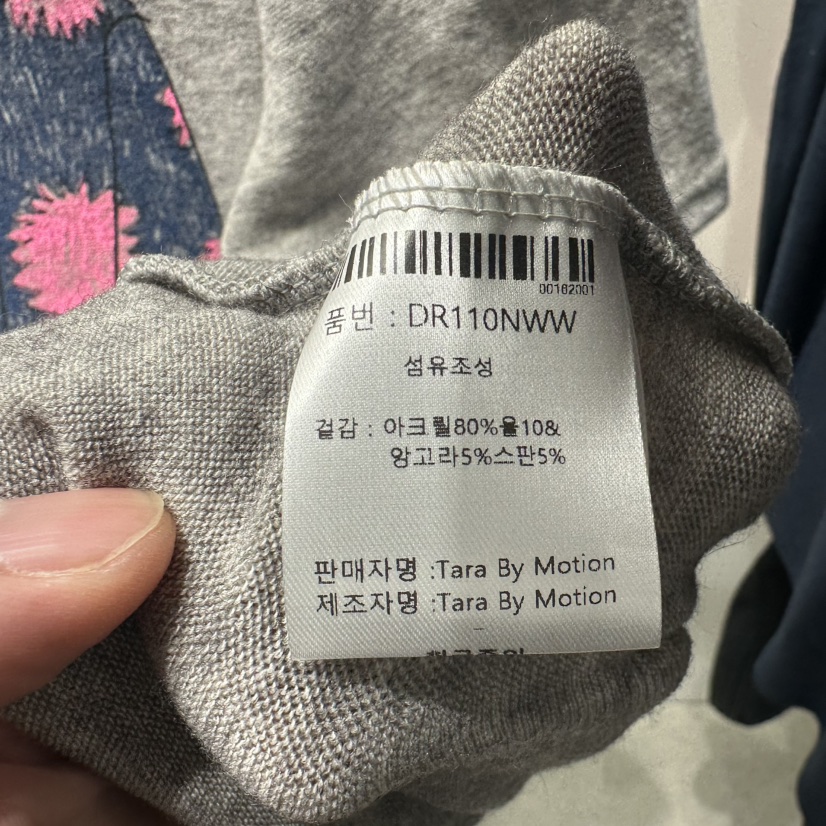 00162001
품번 : DR110NWW
섬유조성
겉감 : 아크릴80%울10&
앙고라5%스판5%
판매자명 :Tara By Motion
제조자명 :Tara By Motion